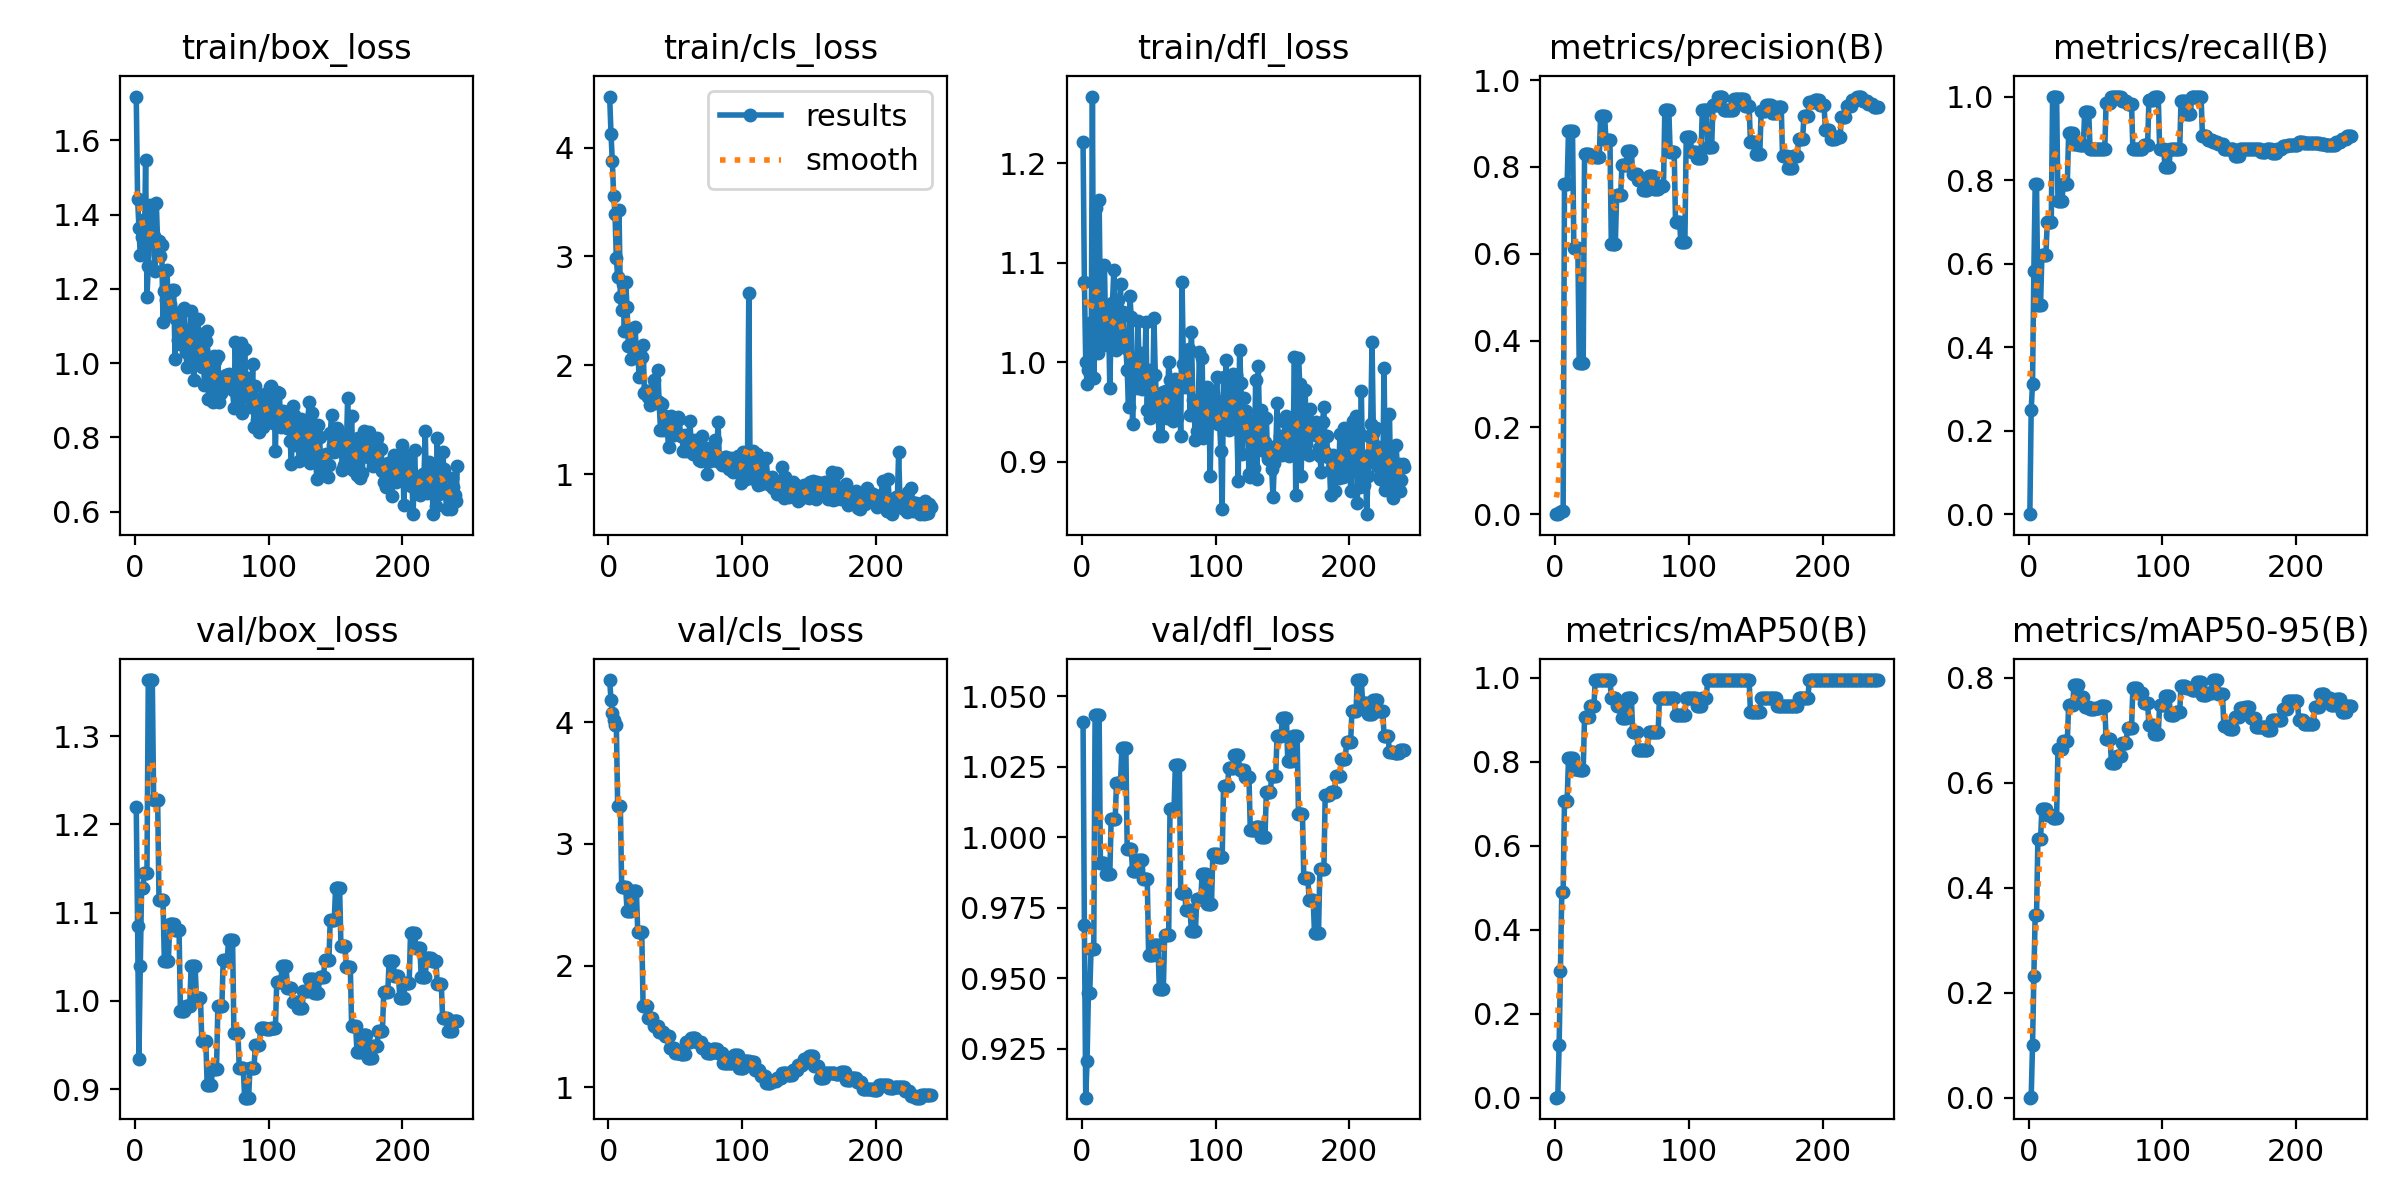 train/box_loss
1.6
1.4
1.2
1.0
0.8
0.6
0 100 200
train/cls_loss
results
smooth
4
3
2
1
0 100 200
train/dfl_loss
1.2
1.1
1.0
0.9
0 100 200
metrics/precision(B)
1.0
0.8
0.6
0.4
0.2
0.0
0 100 200
metrics/recall(B)
1.0
0.8
0.6
0.4
0.2
0.0
0 100 200
val/box_loss
1.3
1.2
1.1
1.0
0.9
0 100 200
val/cls_loss
4
3
2
1
0 100 200
val/dfl_loss
1.050
1.025
1.000
0.975
0.950
0.925
0 100 200
metrics/mAP50(B)
1.0
0.8
0.6
0.4
0.2
0.0
0 100 200
metrics/mAP50-95(B)
0.8
0.6
0.4
0.2
0.0
0 100 200